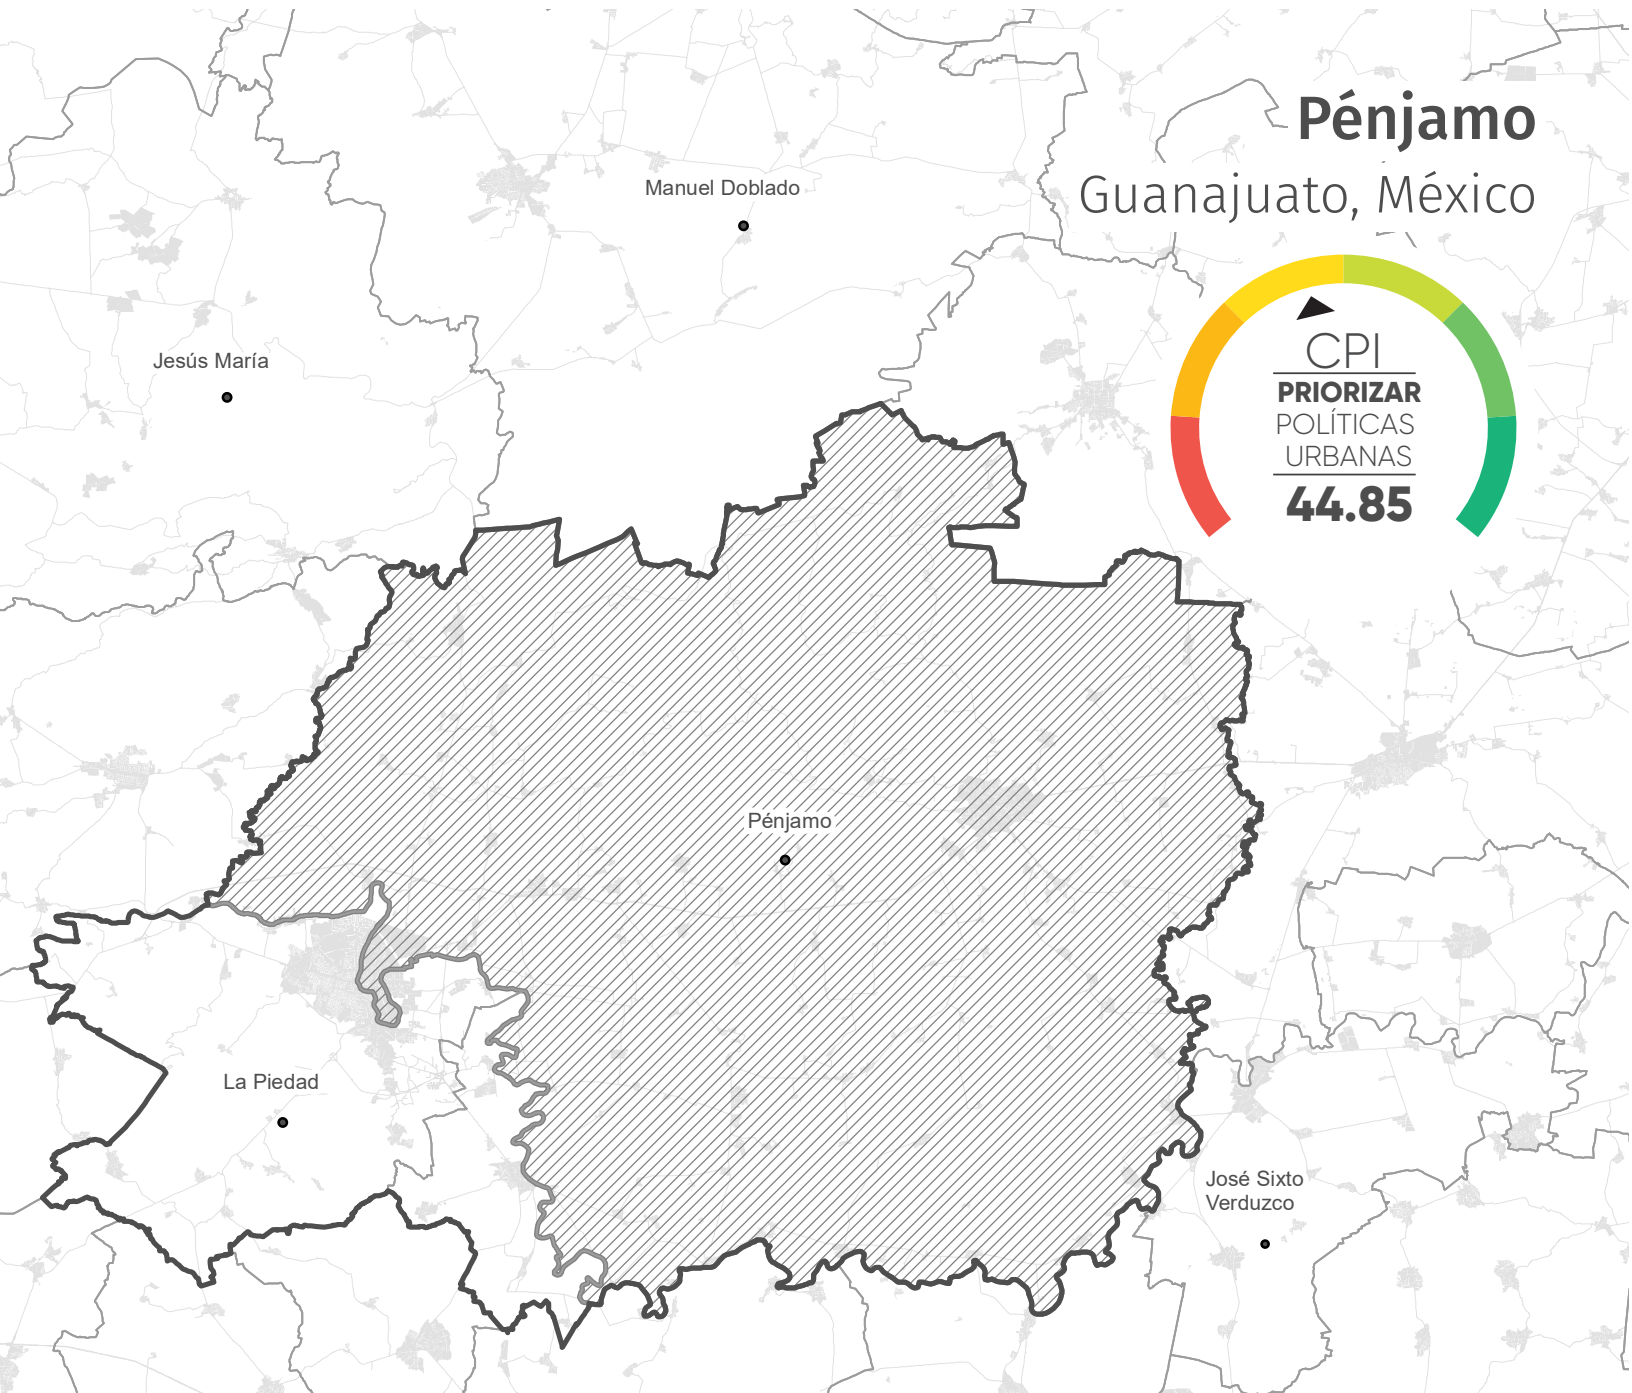 Pénjamo
Guanajuato, México
Manuel Doblado
Jesús María
CPI
PRIORIZAR
POLÍTICAS
URBANAS
44.85
Pénjamo
La Piedad
José Sixto
Verduzco